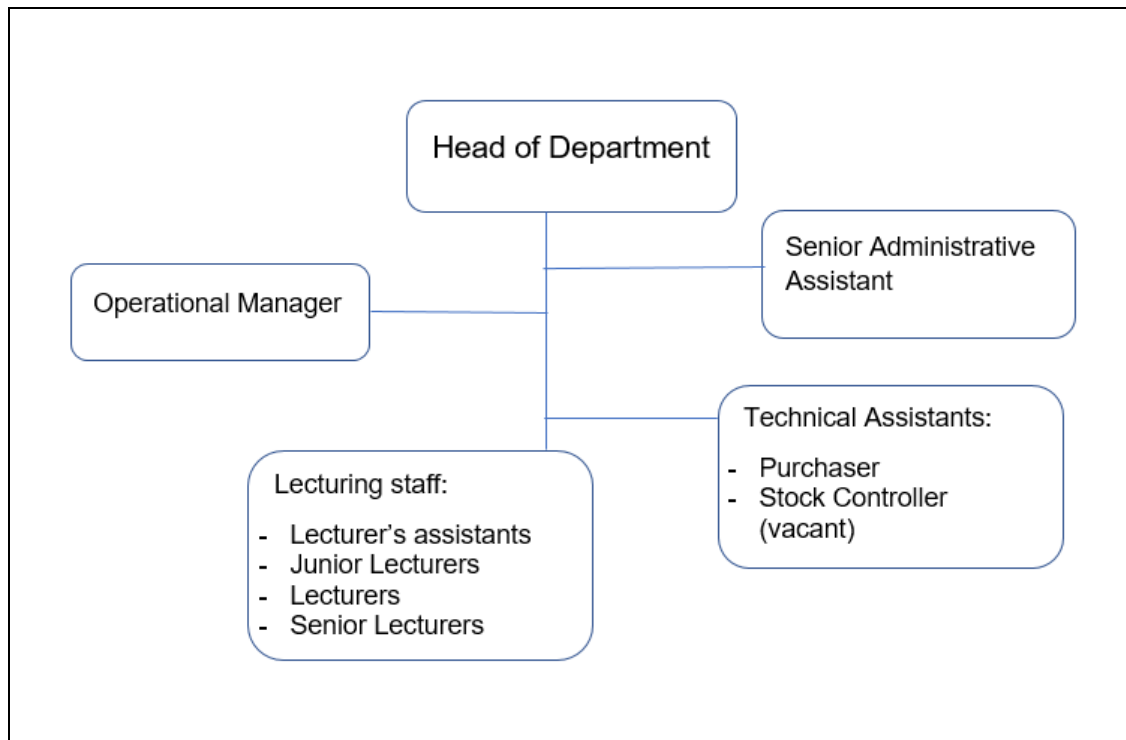 Head of Department
Senior Administrative
Assistant
Operational Manager
Technical Assistants:
- Purchaser
- Stock Controller
(vacant)
Lecturing staff:
- Lecturer’s assistants
- Junior Lecturers
- Lecturers
- Senior Lecturers